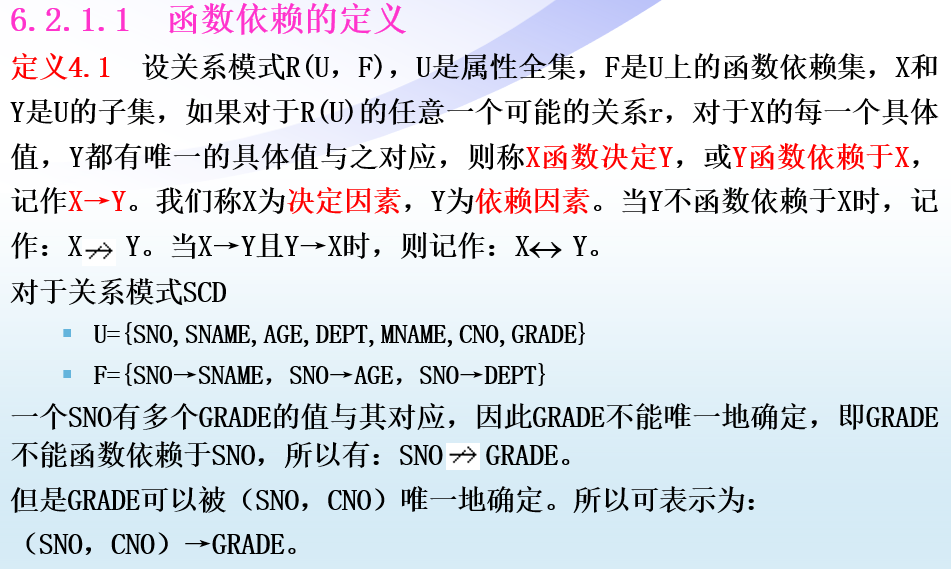 6.2.1.1 函数依赖的定义
定义4.1 设关系模式R(U，F)，U是属性全集，F是U上的函数依赖集，X和
Y是U的子集，如果对于R(U)的任意一个可能的关系r，对于X的每一个具体
值，Y都有唯一的具体值与之对应，则称X函数决定Y，或Y函数依赖于X，
记作X→Y。我们称X为决定因素，Y为依赖因素。当Y不函数依赖于X时，记
作：X↛ Y。当X→Y且Y→X时，则记作：X↔ Y。
对于关系模式SCD
▪ U={SNO,SNAME,AGE,DEPT,MNAME,CNO,GRADE}
▪ F={SNO→SNAME，SNO→AGE，SNO→DEPT}
一个SNO有多个GRADE的值与其对应，因此GRADE不能唯一地确定，即GRADE
不能函数依赖于SNO，所以有：SNO↛ GRADE。
但是GRADE可以被（SNO，CNO）唯一地确定。所以可表示为：
（SNO，CNO）→GRADE。